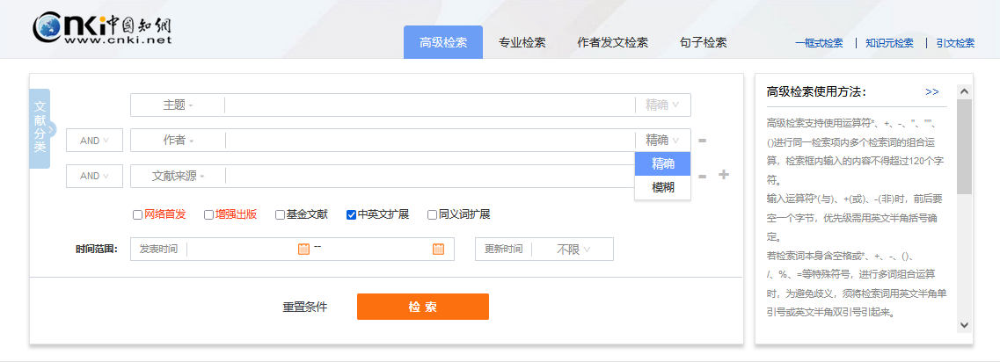 Cnki中国知網
www.cnki.net
高级检索 专业检索 作者发文检索 句子检索 一框式检索 | 知识元检索 | 引文检索
文献分类
主题 精确
AND 作者 精确
精确
模糊
AND 文献来源
网络首发 增强出版 基金文献 中英文扩展 同义词扩展
时间范围： 发表时间 -- 更新时间 不限
重置条件 检 索
高级检索使用方法： >>
高级检索支持使用运算符*、+、-、''、""、
()进行同一检索项内多个检索词的组合运
算，检索框内输入的内容不得超过120个字
符。
输入运算符*(与)、+(或)、-(非)时，前后要
空一个字节，优先级需用英文半角括号确
定。
若检索词本身含空格或*、+、-、()、
/、%、=等特殊符号，进行多词组合运算
时，为避免歧义，须将检索词用英文半角单
引号或英文半角双引号引起来。